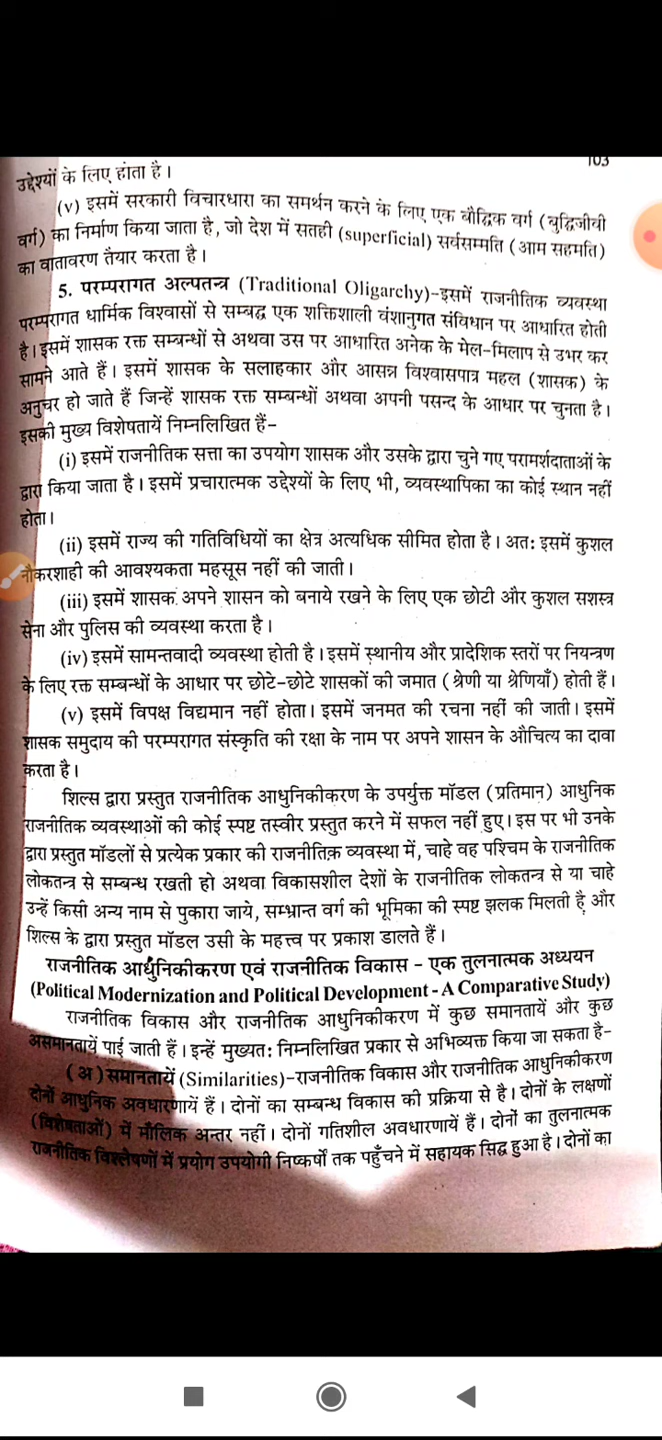 103
उद्देश्यों के लिए होता है।
(v) इसमें सरकारी विचारधारा का समर्थन करने के लिए एक बौद्धिक वर्ग (बुद्धिजीवी
वर्ग) का निर्माण किया जाता है, जो देश में सतही (superficial) सर्वसम्मति (आम सहमति)
का वातावरण तैयार करता है।
5. परम्परागत अल्पतन्त्र (Traditional Oligarchy)-इसमें राजनीतिक व्यवस्था
परम्परागत धार्मिक विश्वासों से सम्बद्ध एक शक्तिशाली वंशानुगत संविधान पर आधारित होती
है। इसमें शासक रक्त सम्बन्धों से अथवा उस पर आधारित अनेक के मेल-मिलाप से उभर कर
सामने आते हैं। इसमें शासक के सलाहकार और आसन्न विश्वासपात्र महल (शासक) के
अनुचर हो जाते हैं जिन्हें शासक रक्त सम्बन्धों अथवा अपनी पसन्द के आधार पर चुनता है।
इसकी मुख्य विशेषतायें निम्नलिखित हैं-
(i) इसमें राजनीतिक सत्ता का उपयोग शासक और उसके द्वारा चुने गए परामर्शदाताओं के
द्वारा किया जाता है। इसमें प्रचारात्मक उद्देश्यों के लिए भी, व्यवस्थापिका का कोई स्थान नहीं
होता।
(ii) इसमें राज्य की गतिविधियों का क्षेत्र अत्यधिक सीमित होता है। अत: इसमें कुशल
नौकरशाही की आवश्यकता महसूस नहीं की जाती।
(iii) इसमें शासक अपने शासन को बनाये रखने के लिए एक छोटी और कुशल सशस्त्र
सेना और पुलिस की व्यवस्था करता है।
(iv) इसमें सामन्तवादी व्यवस्था होती है। इसमें स्थानीय और प्रादेशिक स्तरों पर नियन्त्रण
के लिए रक्त सम्बन्धों के आधार पर छोटे-छोटे शासकों की जमात (श्रेणी या श्रेणियाँ) होती हैं।
(v) इसमें विपक्ष विद्यमान नहीं होता। इसमें जनमत की रचना नहीं की जाती। इसमें
शासक समुदाय की परम्परागत संस्कृति की रक्षा के नाम पर अपने शासन के औचित्य का दावा
करता है।
शिल्स द्वारा प्रस्तुत राजनीतिक आधुनिकीकरण के उपर्युक्त मॉडल (प्रतिमान) आधुनिक
राजनीतिक व्यवस्थाओं की कोई स्पष्ट तस्वीर प्रस्तुत करने में सफल नहीं हुए। इस पर भी उनके
द्वारा प्रस्तुत मॉडलों से प्रत्येक प्रकार की राजनीतिक व्यवस्था में, चाहे वह पश्चिम के राजनीतिक
लोकतन्त्र से सम्बन्ध रखती हो अथवा विकासशील देशों के राजनीतिक लोकतन्त्र से या चाहे
उन्हें किसी अन्य नाम से पुकारा जाये, सम्भ्रान्त वर्ग की भूमिका की स्पष्ट झलक मिलती है और
शिल्स के द्वारा प्रस्तुत मॉडल उसी के महत्त्व पर प्रकाश डालते हैं।
राजनीतिक आधुनिकीकरण एवं राजनीतिक विकास - एक तुलनात्मक अध्ययन
(Political Modernization and Political Development - A Comparative Study)
राजनीतिक विकास और राजनीतिक आधुनिकीकरण में कुछ समानतायें और कुछ
असमानतायें पाई जाती हैं। इन्हें मुख्यत: निम्नलिखित प्रकार से अभिव्यक्त किया जा सकता है-
(अ) समानतायें (Similarities)-राजनीतिक विकास और राजनीतिक आधुनिकीकरण
दोनों आधुनिक अवधारणायें हैं। दोनों का सम्बन्ध विकास की प्रक्रिया से है। दोनों के लक्षणों
(विशेषताओं) में मौलिक अन्तर नहीं। दोनों गतिशील अवधारणायें हैं। दोनों का तुलनात्मक
राजनीतिक विश्लेषणों में प्रयोग उपयोगी निष्कर्षों तक पहुँचने में सहायक सिद्ध हुआ है। दोनों का